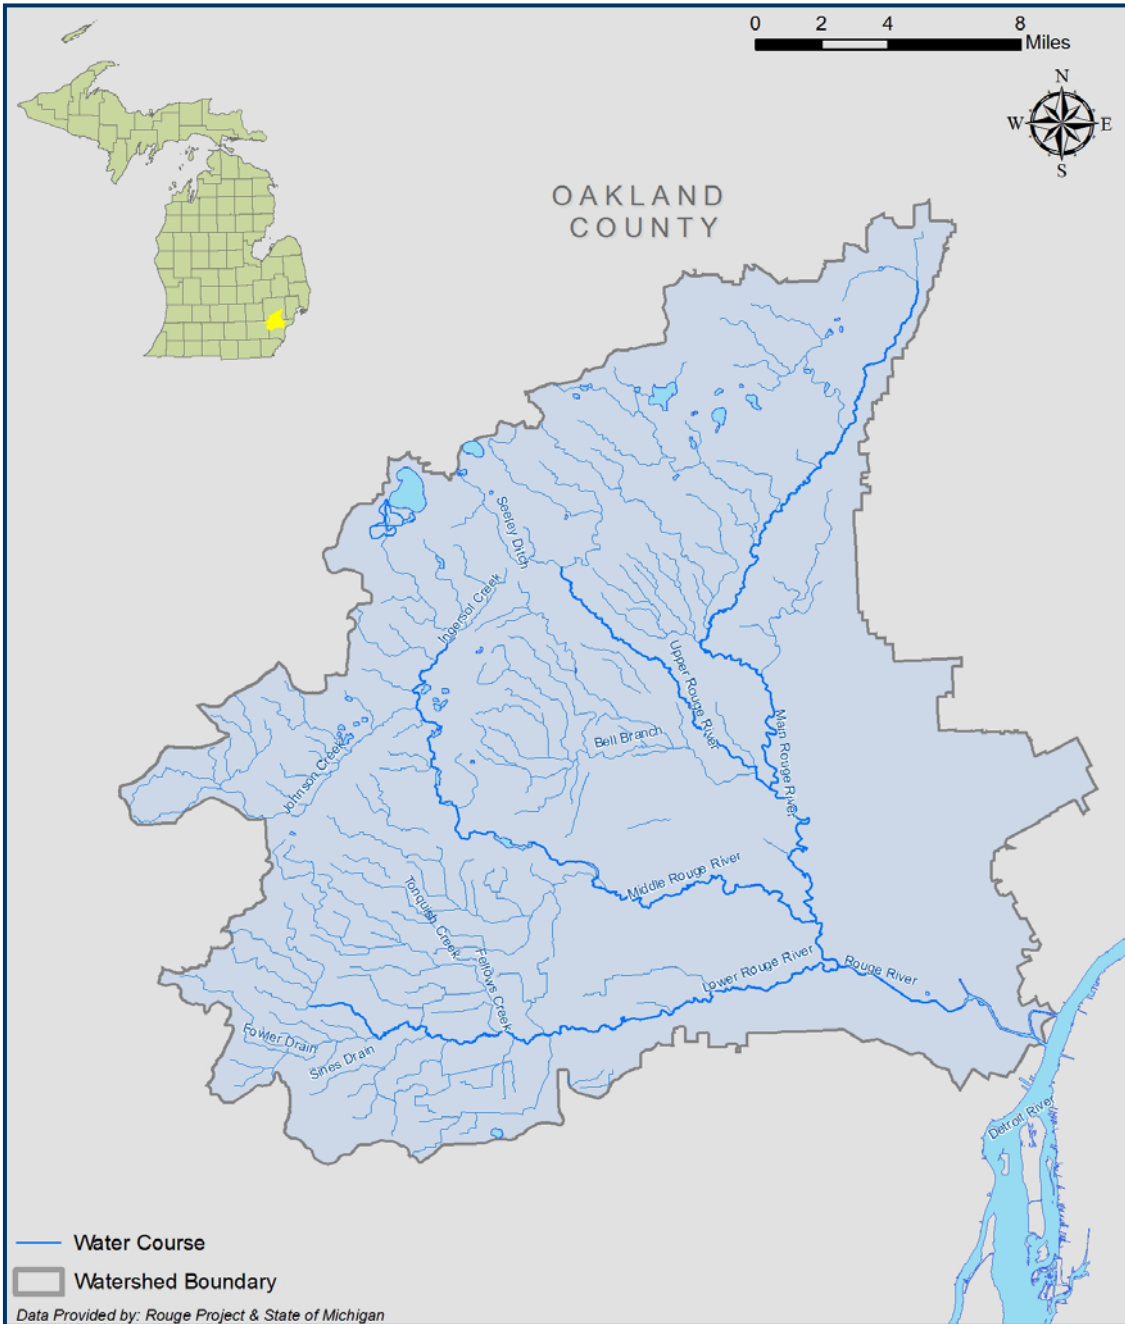 0 2 4 8
Miles
N
W E
S
OAKLAND
COUNTY
Seeley Ditch
Ingersol Creek
Upper Rouge River
Main Rouge River
Bell Branch
Johnson Creek
Middle Rouge River
Tonquish Creek
Fellows Creek
Lower Rouge River
Rouge River
Fowler Drain
Sines Drain
Detroit River
Water Course
Watershed Boundary
Data Provided by: Rouge Project & State of Michigan